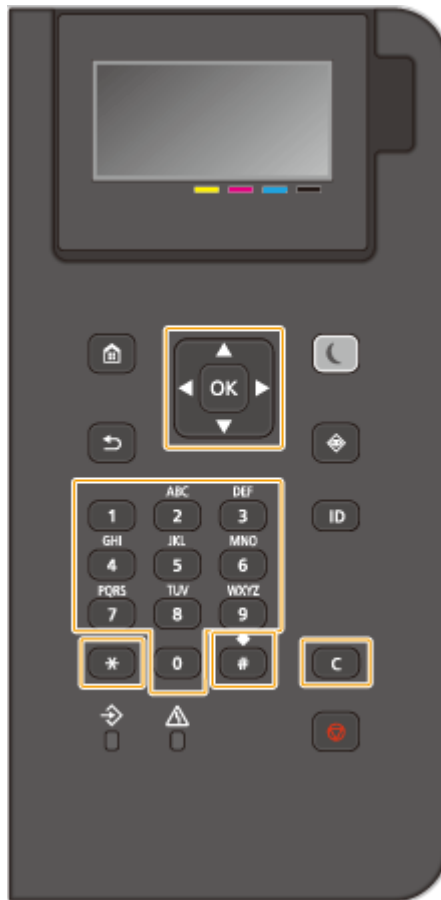 OK
ABC DEF
1 2 3 ID
GHI JKL MNO
4 5 6
PQRS TUV WXYZ
7 8 9
* 0 # C